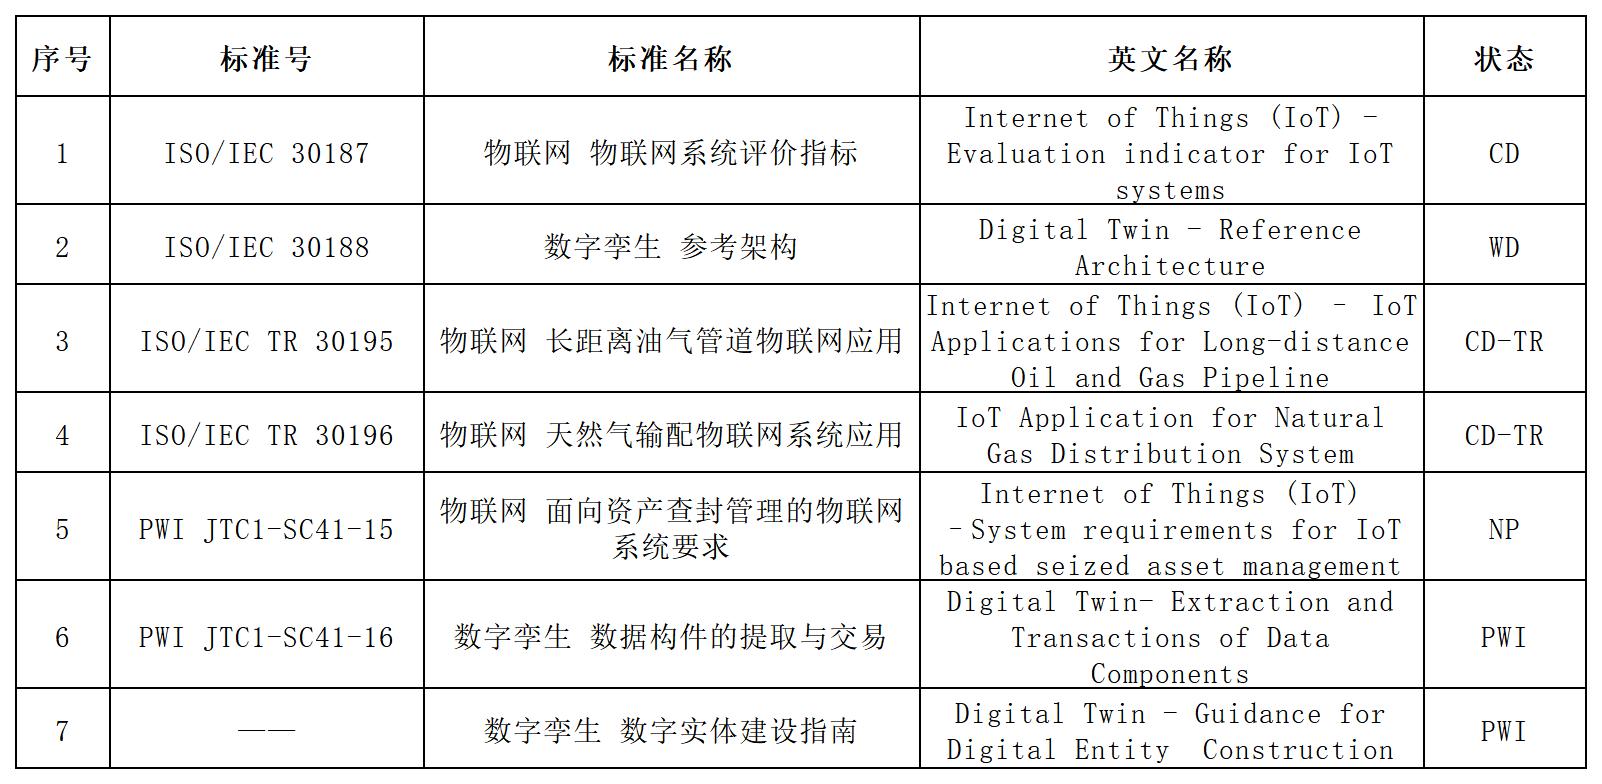 序号 标准号 标准名称 英文名称 状态
1 ISO/IEC 30187 物联网 物联网系统评价指标 Internet of Things (IoT) -
Evaluation indicator for IoT
systems CD
2 ISO/IEC 30188 数字孪生 参考架构 Digital Twin - Reference
Architecture WD
3 ISO/IEC TR 30195 物联网 长距离油气管道物联网应用 Internet of Things (IoT) – IoT
Applications for Long-distance
Oil and Gas Pipeline CD-TR
4 ISO/IEC TR 30196 物联网 天然气输配物联网系统应用 IoT Application for Natural
Gas Distribution System CD-TR
5 PWI JTC1-SC41-15 物联网 面向资产查封管理的物联网
系统要求 Internet of Things (IoT)
–System requirements for IoT
based seized asset management NP
6 PWI JTC1-SC41-16 数字孪生 数据构件的提取与交易 Digital Twin- Extraction and
Transactions of Data
Components PWI
7 —— 数字孪生 数字实体建设指南 Digital Twin - Guidance for
Digital Entity Construction PWI